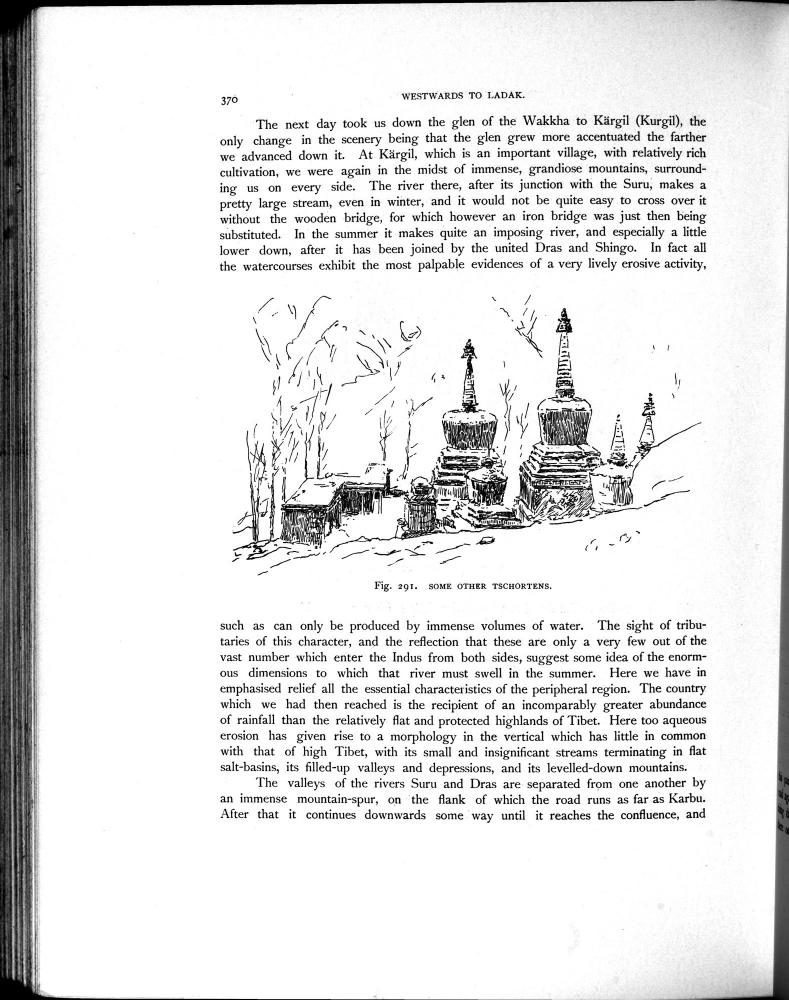 370
WESTWARDS TO LADAK.
The next day took us down the glen of the Wakkha to Kärgil (Kurgil), the
only change in the scenery being that the glen grew more accentuated the farther
we advanced down it. At Kärgil, which is an important village, with relatively rich
cultivation, we were again in the midst of immense, grandiose mountains, surround-
ing us on every side. The river there, after its junction with the Suru, makes a
pretty large stream, even in winter, and it would not be quite easy to cross over it
without the wooden bridge, for which however an iron bridge was just then being
substituted. In the summer it makes quite an imposing river, and especially a little
lower down, after it has been joined by the united Dras and Shingo. In fact all
the watercourses exhibit the most palpable evidences of a very lively erosive activity,
Fig. 291. SOME OTHER TSCHORTENS.
such as can only be produced by immense volumes of water. The sight of tribu-
taries of this character, and the reflection that these are only a very few out of the
vast number which enter the Indus from both sides, suggest some idea of the enorm-
ous dimensions to which that river must swell in the summer. Here we have in
emphasised relief all the essential characteristics of the peripheral region. The country
which we had then reached is the recipient of an incomparably greater abundance
of rainfall than the relatively flat and protected highlands of Tibet. Here too aqueous
erosion has given rise to a morphology in the vertical which has little in common
with that of high Tibet, with its small and insignificant streams terminating in flat
salt-basins, its filled-up valleys and depressions, and its levelled-down mountains.
The valleys of the rivers Suru and Dras are separated from one another by
an immense mountain-spur, on the flank of which the road runs as far as Karbu.
After that it continues downwards some way until it reaches the confluence, and